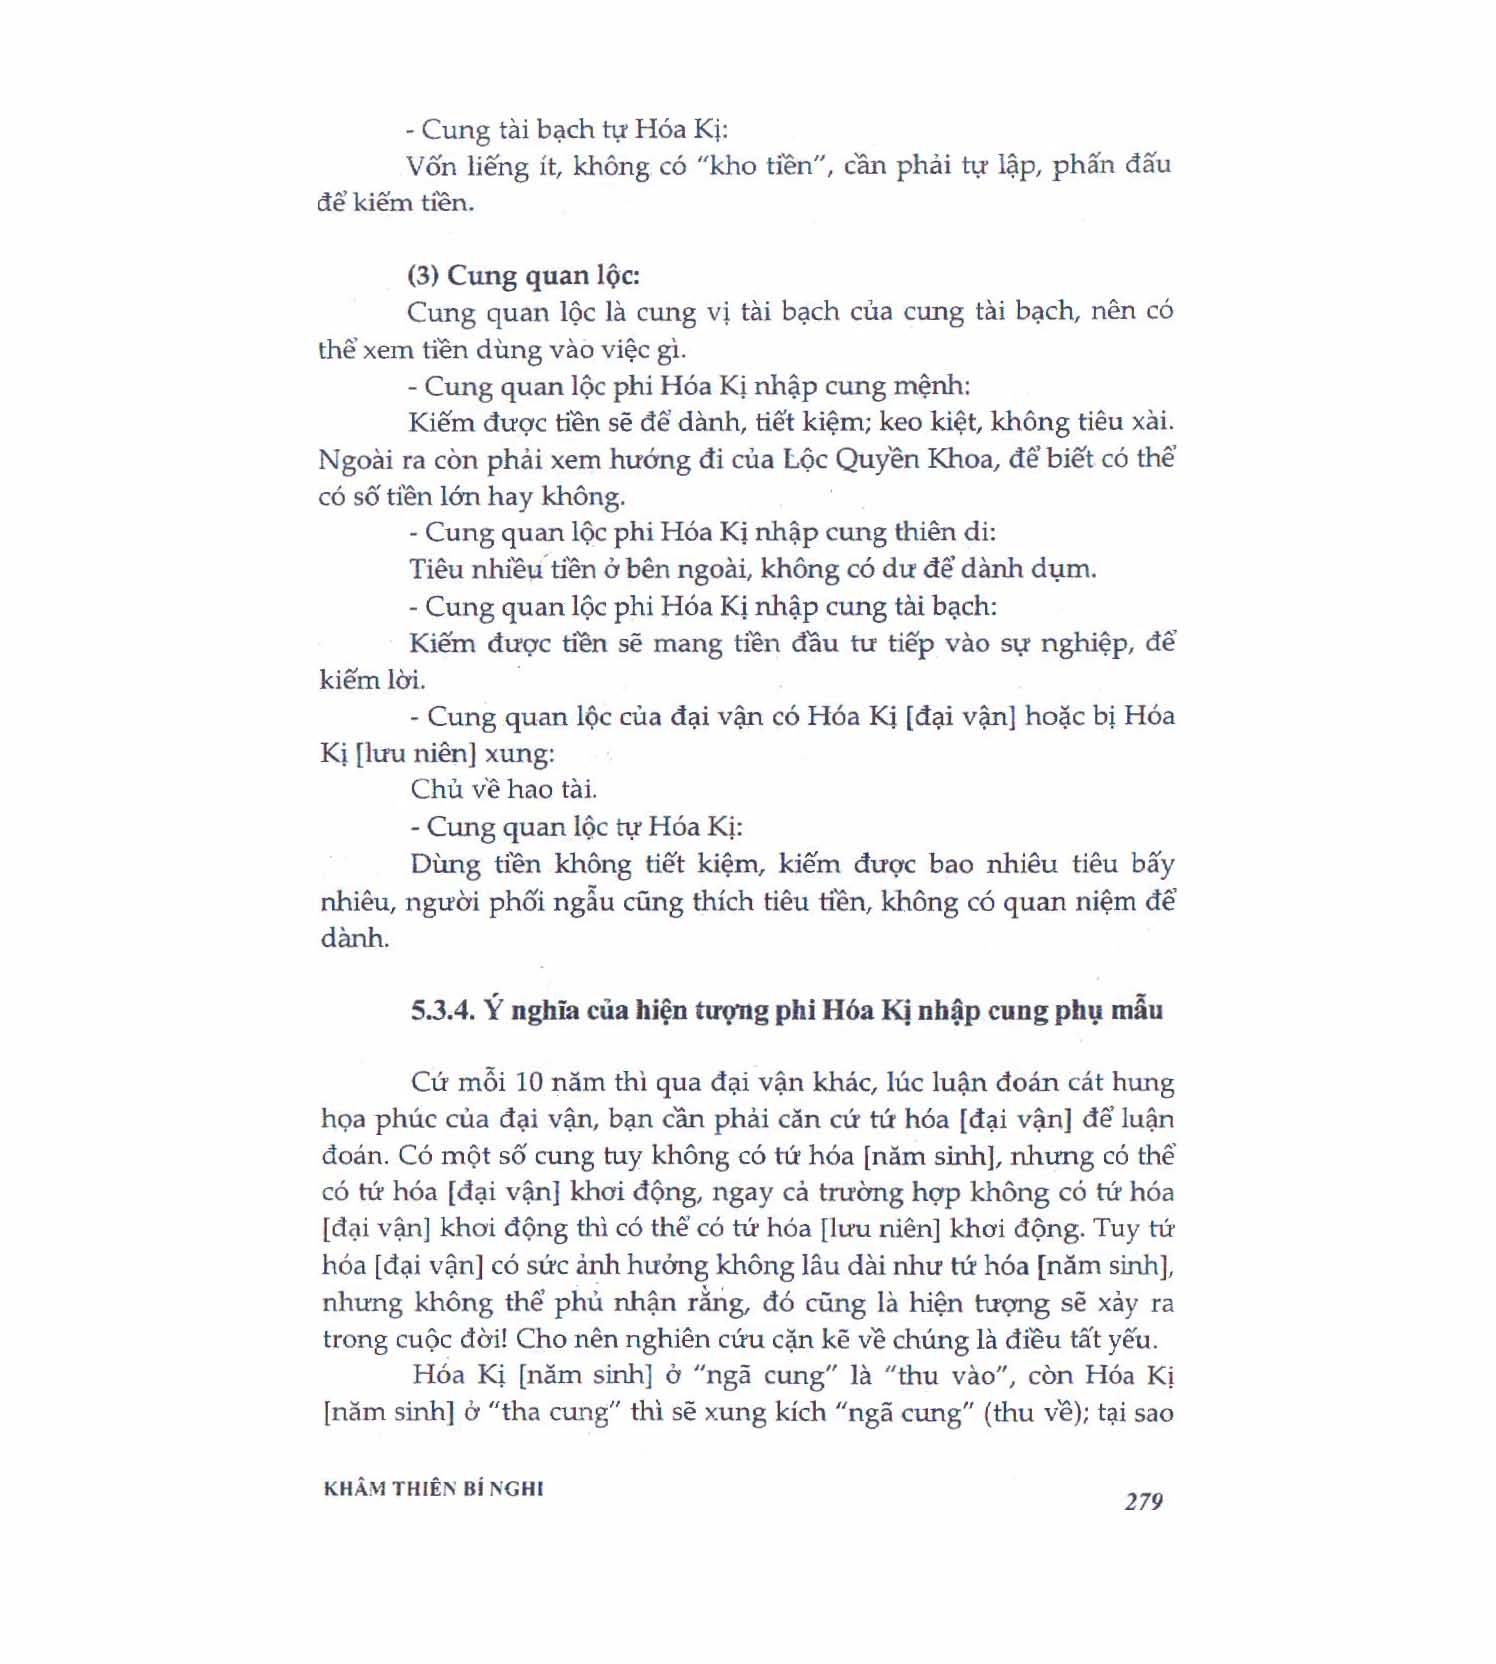 - Cung tài bạch tự Hóa Kị:
Vốn liếng ít, không có "kho tiền", cần phải tự lập, phấn đấu
để kiếm tiền.
(3) Cung quan lộc:
Cung quan lộc là cung vị tài bạch của cung tài bạch, nên có
thể xem tiền dùng vào việc gì.
- Cung quan lộc phi Hóa Kị nhập cung mệnh:
Kiếm được tiền sẽ để dành, tiết kiệm; keo kiệt, không tiêu xài.
Ngoài ra còn phải xem hướng đi của Lộc Quyền Khoa, để biết có thể
có số tiền lớn hay không.
- Cung quan lộc phi Hóa Kị nhập cung thiên di:
Tiêu nhiều tiền ở bên ngoài, không có dư để dành dụm.
- Cung quan lộc phi Hóa Kị nhập cung tài bạch:
Kiếm được tiền sẽ mang tiền đầu tư tiếp vào sự nghiệp, để
kiếm lời.
- Cung quan lộc của đại vận có Hóa Kị [đại vận] hoặc bị Hóa
Kị [lưu niên] xung:
Chủ về hao tài.
- Cung quan lộc tự Hóa Kị:
Dùng tiền không tiết kiệm, kiếm được bao nhiêu tiêu bấy
nhiêu, người phối ngẫu cũng thích tiêu tiền, không có quan niệm để
dành.
5.3.4. Ý nghĩa của hiện tượng phi Hóa Kị nhập cung phụ mẫu
Cứ mỗi 10 năm thì qua đại vận khác, lúc luận đoán cát hung
họa phúc của đại vận, bạn cần phải căn cứ tứ hóa [đại vận] để luận
đoán. Có một số cung tuy không có tứ hóa [năm sinh], nhưng có thể
có tứ hóa [đại vận] khơi động, ngay cả trường hợp không có tứ hóa
[đại vận] khơi động thì có thể có tứ hóa [lưu niên] khơi động. Tuy tứ
hóa [đại vận] có sức ảnh hưởng không lâu dài như tứ hóa [năm sinh],
nhưng không thể phủ nhận rằng, đó cũng là hiện tượng sẽ xảy ra
trong cuộc đời! Cho nên nghiên cứu cặn kẽ về chúng là điều tất yếu.
Hóa Kị [năm sinh] ở "ngã cung" là "thu vào", còn Hóa Kị
[năm sinh] ở "tha cung" thì sẽ xung kích "ngã cung" (thu về); tại sao
KHÂM THIÊN BÍ NGHI
279